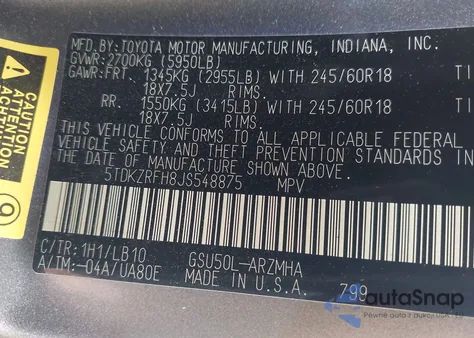 MFD.BY:TOYOTA MOTOR MANUFACTURING, INDIANA, INC.
GVWR:2700KG (5950LB)
GAWR:FRT. 1345KG (2955LB) WITH 245/60R18
18X7.5J RIMS.
RR. 1550KG (3415LB) WITH 245/60R18
18X7.5J RIMS.
THIS VEHICLE CONFORMS TO ALL APPLICABLE FEDERAL
VEHICLE SAFETY AND THEFT PREVENTION STANDARDS IN
THE DATE OF MANUFACTURE SHOWN ABOVE.
5TDKZRFH8JS548875 MPV
C/TR:1H1/LB10 GSU50L-ARZMHA
A/TM:-04A/UA80E MADE IN U.S.A. 799
CAUTION
ATTENTION
autoSnap
Pewne auto z USA